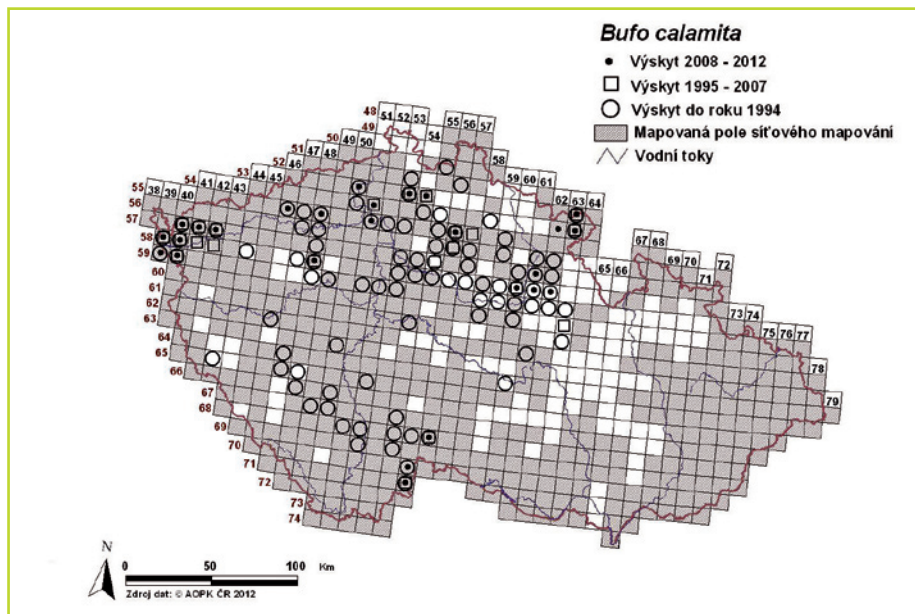 Bufo calamita
Výskyt 2008 - 2012
Výskyt 1995 - 2007
Výskyt do roku 1994
Mapovaná pole síťového mapování
Vodní toky
48 51 52 53 54 55 56 57
49 50 49 50 58
51 47 48 59 60 61
52 46 62 63 64
53 44 45
54 41 42 43
55 38 39 40
56
57
58
59
60
61
62
63
64
65
66
67
68
69
70
71
72
73
74
65 66 67 68 69 70 71 72
73 74 75 76 77
78
79
N
0 50 100 Km
Zdroj dat: © AOPK ČR 2012